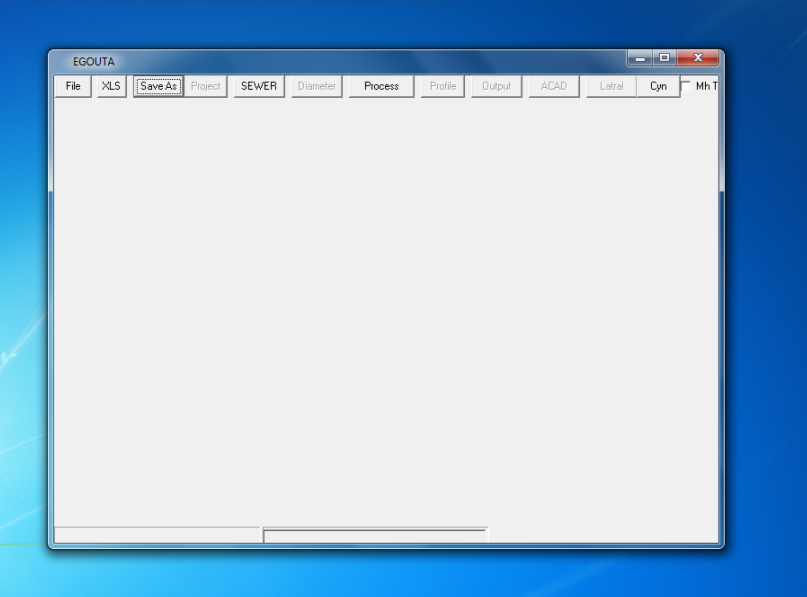 EGOUTA
File XLS Save As Project SEWER Diameter Process Profile Output ACAD Latral Cyn Mh T